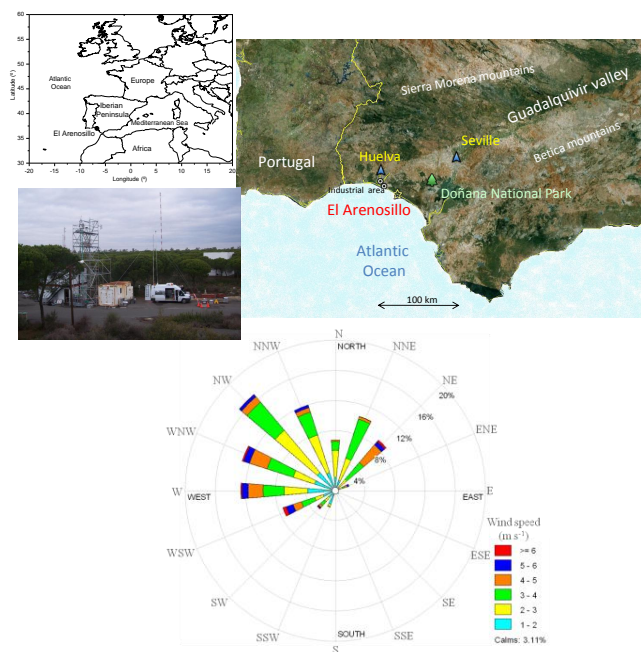 60
55
50
45
40
35
30
-20
-15
-10
-5
0
5
10
15
20
Latitude (º)
Longitude (º)
Atlantic
Ocean
Europe
Iberian
Peninsula
Mediterranean Sea
El Arenosillo
Africa
Sierra Morena mountains
Guadalquivir valley
Betica mountains
Portugal
Huelva
Seville
Industrial area
Doñana National Park
El Arenosillo
Atlantic
Ocean
100 km
N
NORTH
NNW
NNE
NW
NE
20%
16%
12%
8%
4%
WNW
ENE
W
WEST
EAST
E
WSW
ESE
SW
SE
SSW
SSE
SOUTH
S
Wind speed
(m s⁻¹)
>= 6
5 - 6
4 - 5
3 - 4
2 - 3
1 - 2
Calms: 3.11%